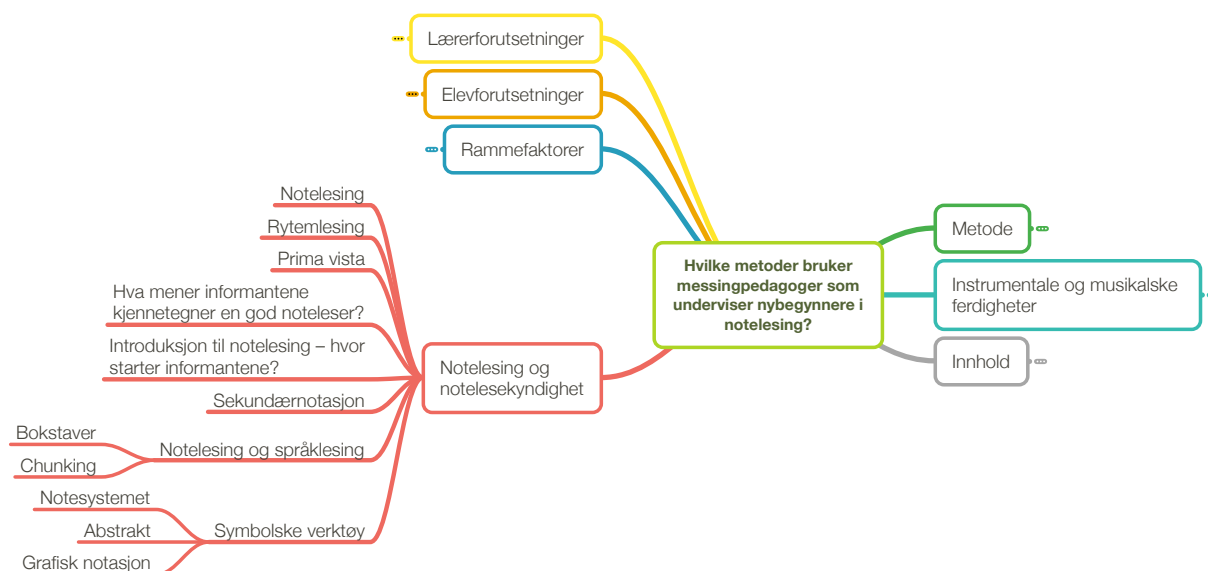 Lærerforutsetninger
Elevforutsetninger
Rammefaktorer
Notelesing
Rytemlesing
Prima vista
Hva mener informantene
kjennetegner en god noteleser?
Introduksjon til notelesing – hvor
starter informantene?
Sekundærnotasjon
Bokstaver
Chunking
Notelesing og språklesing
Notesystemet
Abstrakt
Grafisk notasjon
Symbolske verktøy
Notelesing og
notelesekyndighet
Hvilke metoder bruker
messingpedagoger som
underviser nybegynnere i
notelesing?
Metode
Instrumentale og musikalske
ferdigheter
Innhold